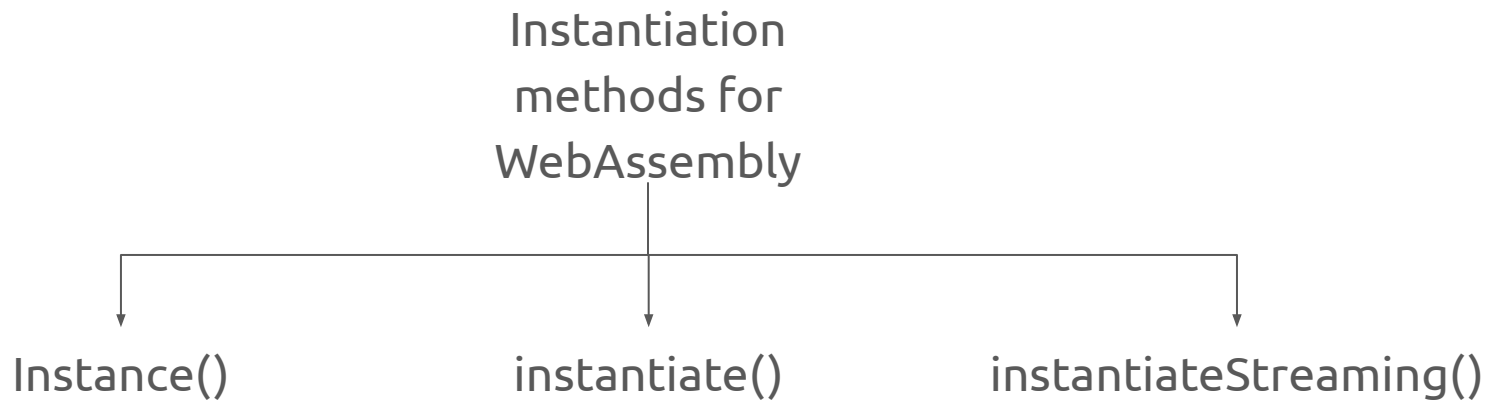 Instantiation
methods for
WebAssembly
Instance()
instantiate()
instantiateStreaming()